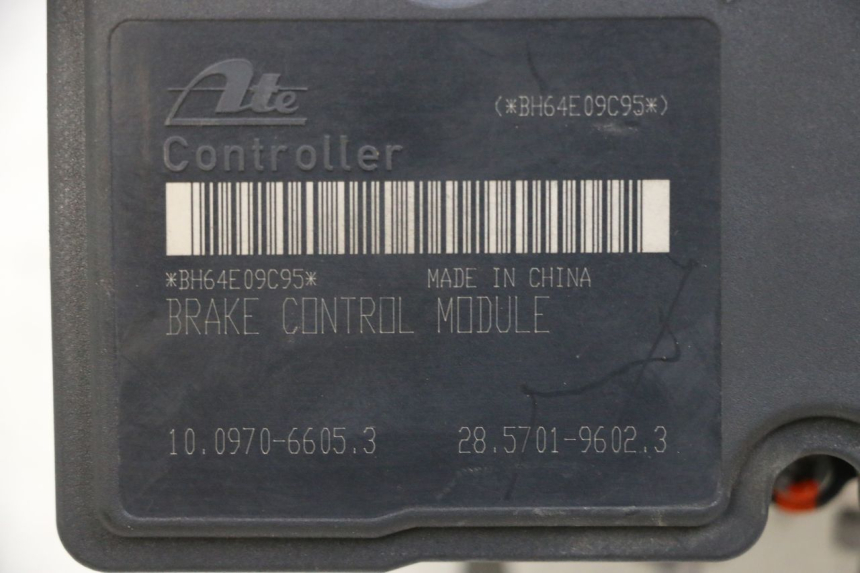 Ate
(*BH64E09C95*)
Controller
*BH64E09C95* MADE IN CHINA
BRAKE CONTROL MODULE
10.0970-6605.3 28.5701-9602.3